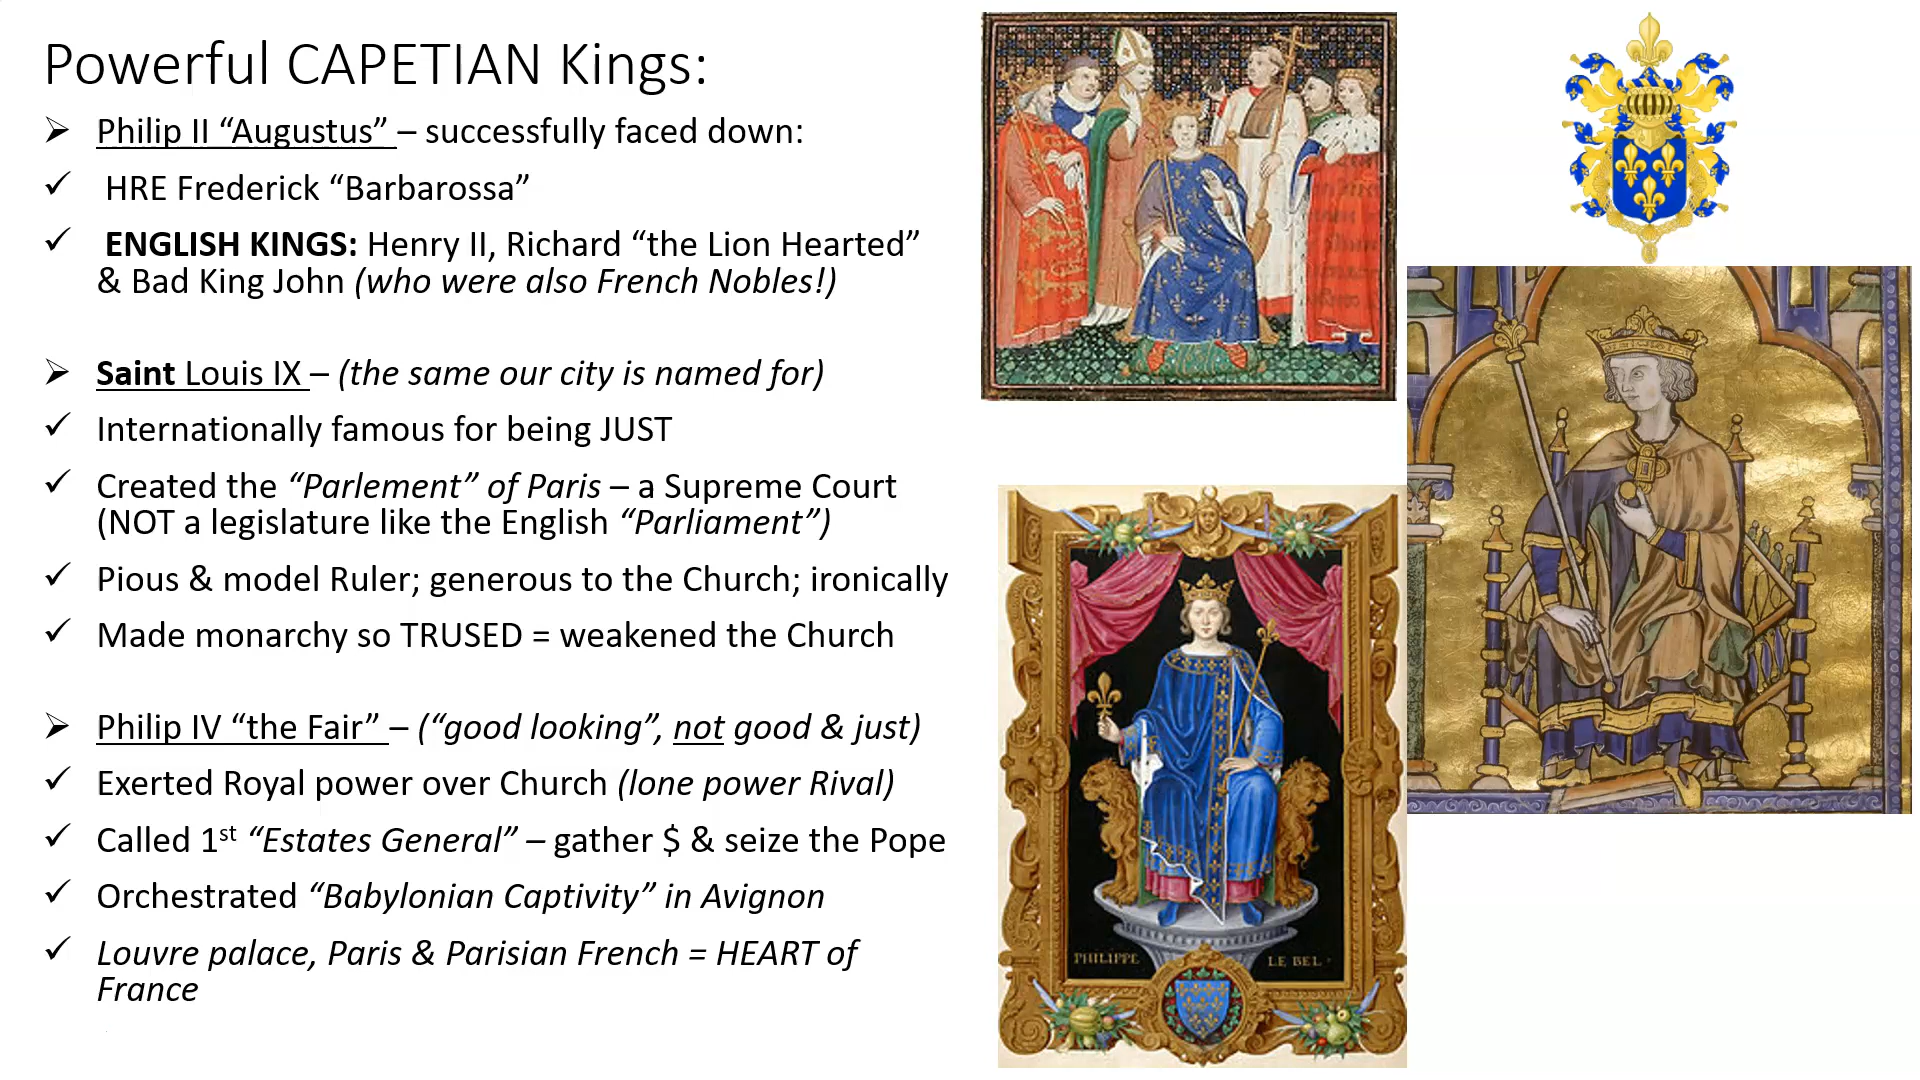 Powerful CAPETIAN Kings:
➢ Philip II “Augustus” – successfully faced down:
✓ HRE Frederick “Barbarossa”
✓ ENGLISH KINGS: Henry II, Richard “the Lion Hearted”
& Bad King John (who were also French Nobles!)
➢ Saint Louis IX – (the same our city is named for)
✓ Internationally famous for being JUST
✓ Created the “Parlement” of Paris – a Supreme Court
(NOT a legislature like the English “Parliament”)
✓ Pious & model Ruler; generous to the Church; ironically
✓ Made monarchy so TRUSED = weakened the Church
➢ Philip IV “the Fair” – (“good looking”, not good & just)
✓ Exerted Royal power over Church (lone power Rival)
✓ Called 1st “Estates General” – gather $ & seize the Pope
✓ Orchestrated “Babylonian Captivity” in Avignon
✓ Louvre palace, Paris & Parisian French = HEART of
France
PHILIPPE LE BEL